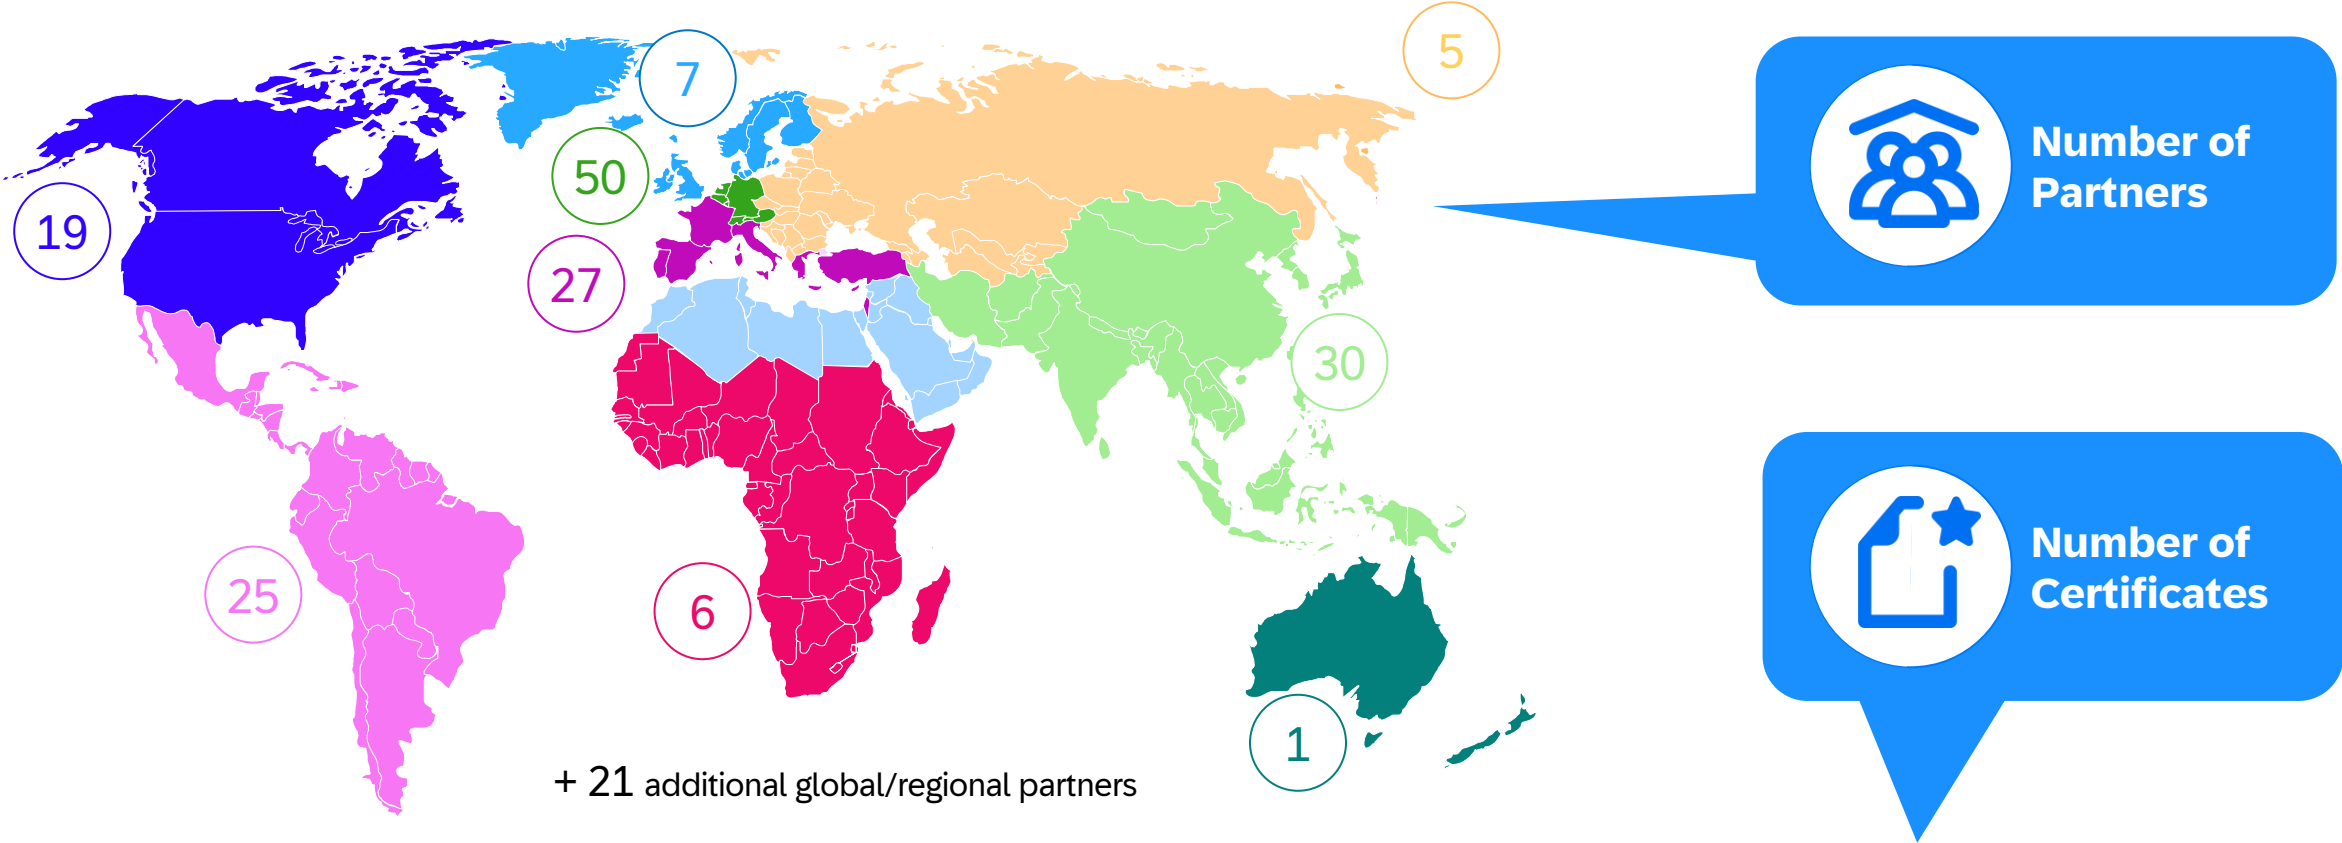 5
7
50
19
27
30
25
6
1
+ 21 additional global/regional partners
Number of
Partners
Number of
Certificates